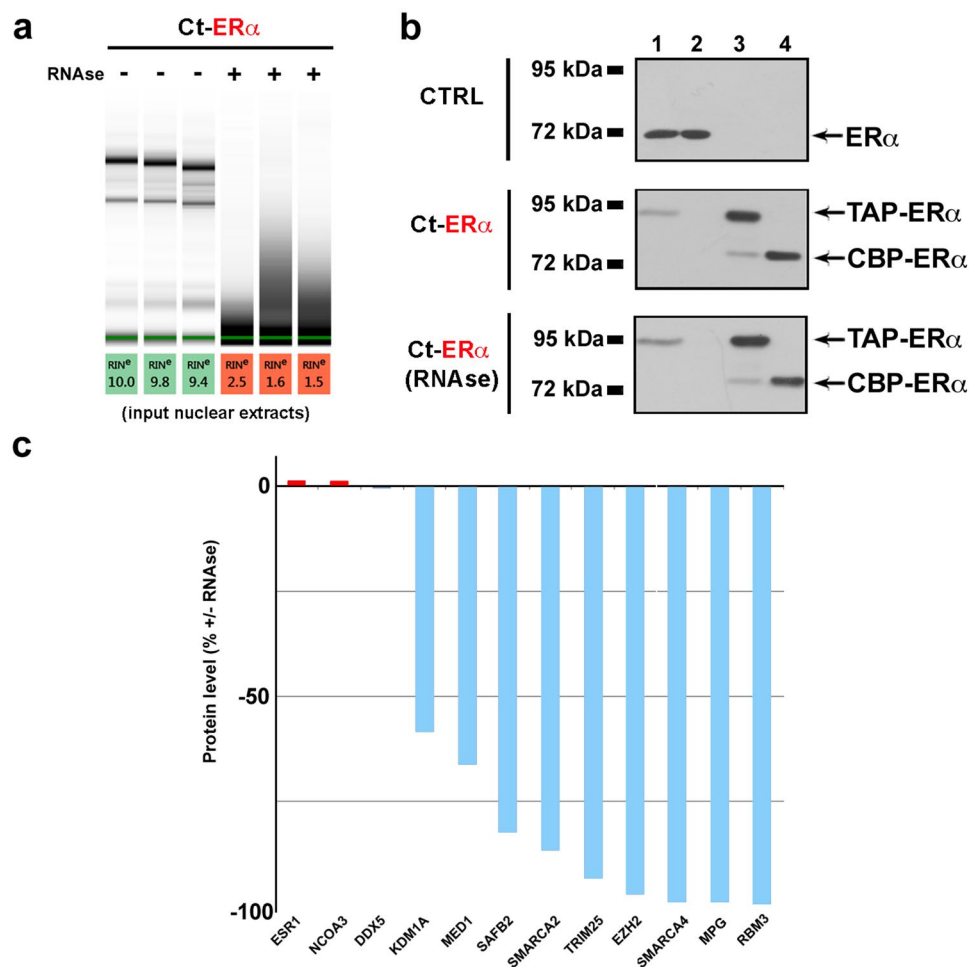 a
Ct-ERα
RNAse - - - + + +
RINe RINe RINe RINe RINe RINe
10.0 9.8 9.4 2.5 1.6 1.5
(input nuclear extracts)
b
1 2 3 4
CTRL
95 kDa
72 kDa
ERα
Ct-ERα
95 kDa
72 kDa
TAP-ERα
CBP-ERα
Ct-ERα
(RNAse)
95 kDa
72 kDa
TAP-ERα
CBP-ERα
c
Protein level (% +/- RNAse)
0
-50
-100
ESR1
NCOA3
DDX5
KDM1A
MED1
SAFB2
SMARCA2
TRIM25
EZH2
SMARCA4
MPG
RBM3